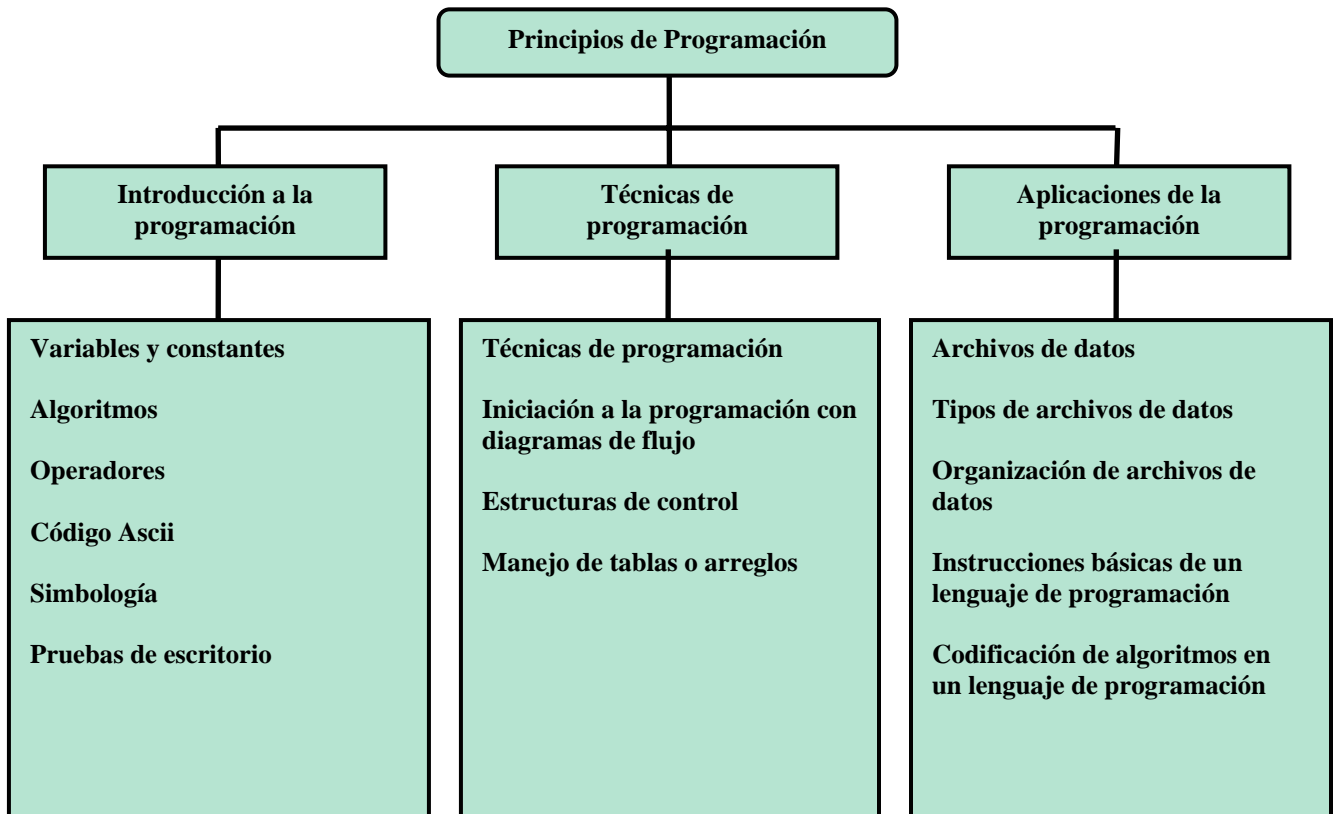 Principios de Programación
Introducción a la
programación
Técnicas de
programación
Aplicaciones de la
programación
Variables y constantes
Algoritmos
Operadores
Código Ascii
Simbología
Pruebas de escritorio
Técnicas de programación
Iniciación a la programación con
diagramas de flujo
Estructuras de control
Manejo de tablas o arreglos
Archivos de datos
Tipos de archivos de datos
Organización de archivos de
datos
Instrucciones básicas de un
lenguaje de programación
Codificación de algoritmos en
un lenguaje de programación